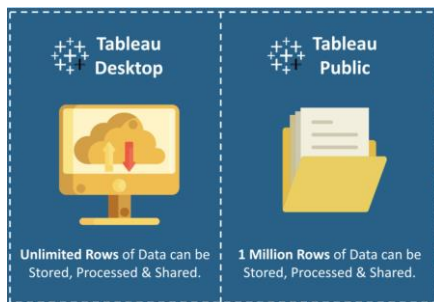 Tableau
Desktop
Unlimited Rows of Data can be
Stored, Processed & Shared.
Tableau
Public
1 Million Rows of Data can be
Stored, Processed & Shared.